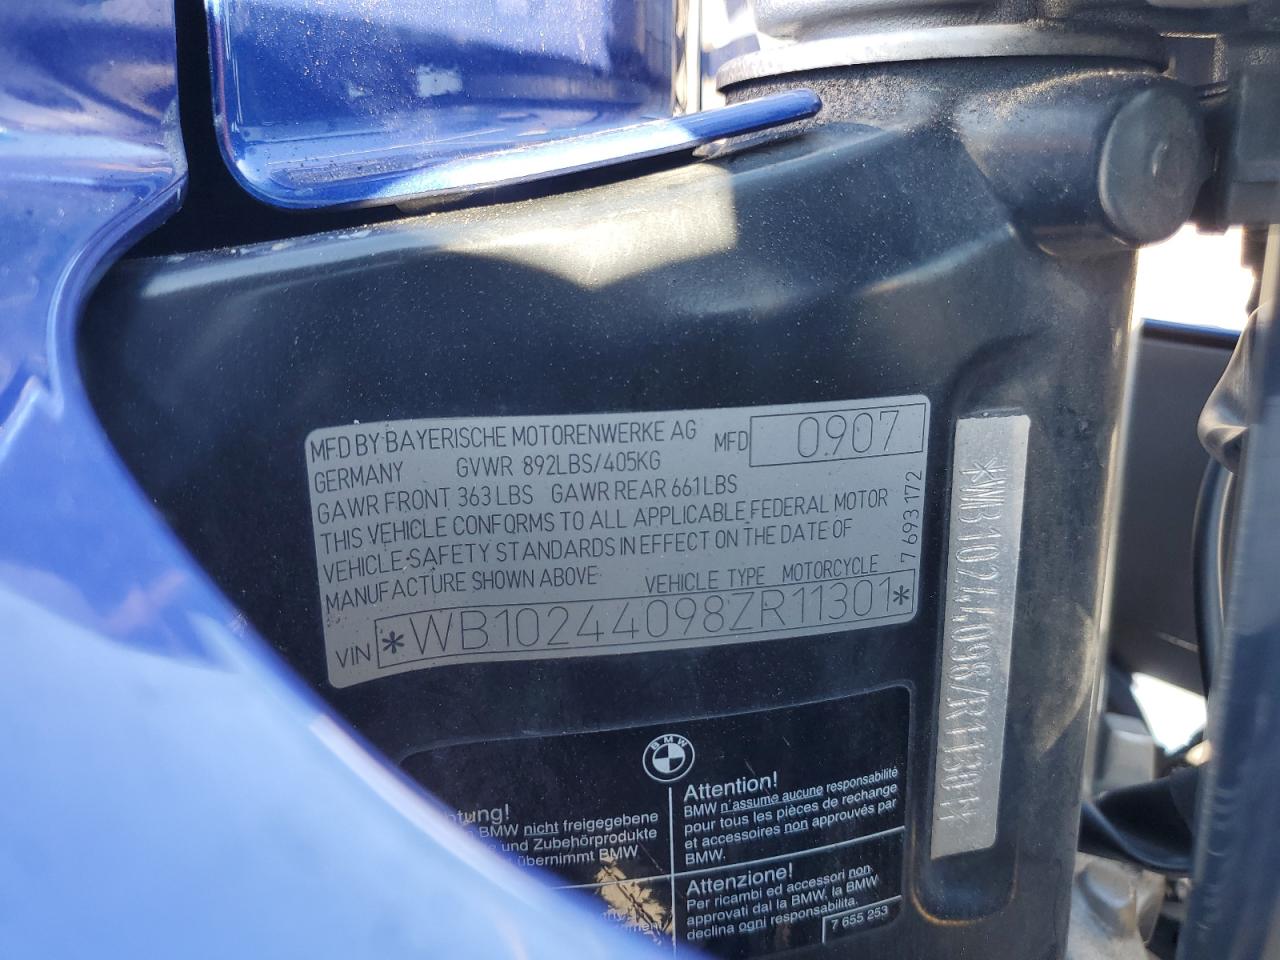 MFD BY BAYERISCHE MOTORENWERKE AG MFD 0907
GERMANY GVWR 892LBS/405KG
GAWR FRONT 363LBS GAWR REAR 661LBS
THIS VEHICLE CONFORMS TO ALL APPLICABLE FEDERAL MOTOR
VEHICLE-SAFETY STANDARDS IN EFFECT ON THE DATE OF
MANUFACTURE SHOWN ABOVE VEHICLE TYPE MOTORCYCLE
7 693 172
VIN *WB10244098ZR11301*
*WB10244098ZR11301*
BMW
BMW nicht freigegebene
und Zubehörprodukte
übernimmt BMW
Attention!
BMW n'assume aucune responsabilité
pour tous les pièces de rechange
et accessoires non approuvés par
BMW.
Attenzione!
Per ricambi ed accessori non
approvati dal la BMW, la BMW
declina ogni responsabilita.
7 655 253